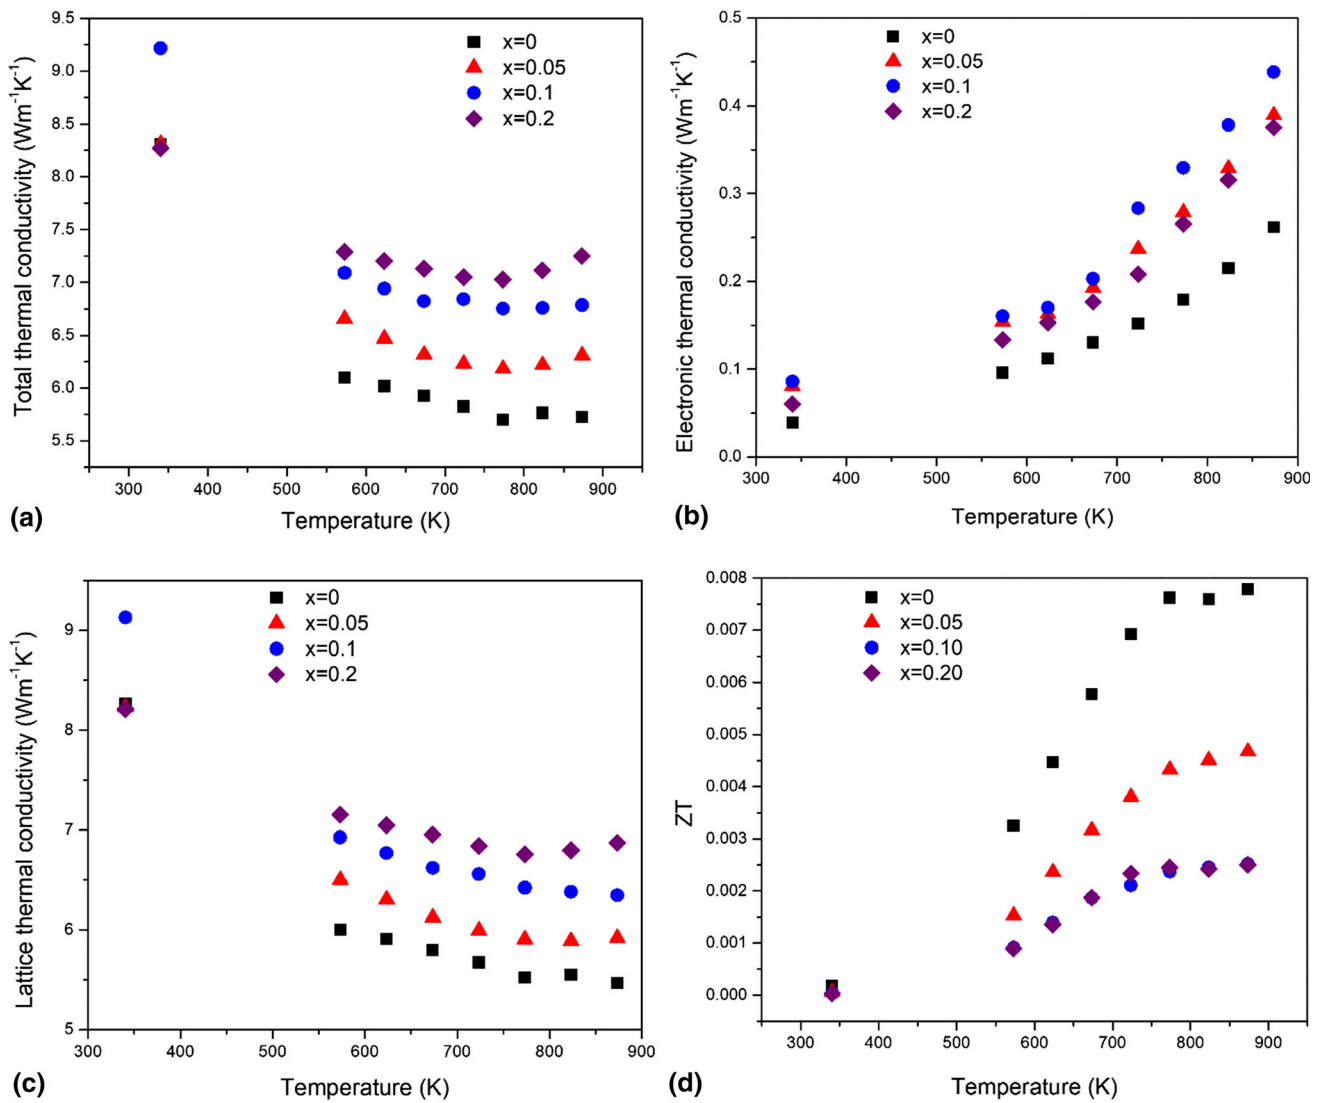 9.5
9.0
8.5
8.0
7.5
7.0
6.5
6.0
5.5
Total thermal conductivity (Wm⁻¹K⁻¹)
x=0
x=0.05
x=0.1
x=0.2
300 400 500 600 700 800 900
Temperature (K)
(a)
0.5
0.4
0.3
0.2
0.1
0.0
Electronic thermal conductivity (Wm⁻¹K⁻¹)
x=0
x=0.05
x=0.1
x=0.2
300 400 500 600 700 800 900
Temperature (K)
(b)
9
8
7
6
5
Lattice thermal conductivity (Wm⁻¹K⁻¹)
x=0
x=0.05
x=0.1
x=0.2
300 400 500 600 700 800 900
Temperature (K)
(c)
0.008
0.007
0.006
0.005
0.004
0.003
0.002
0.001
0.000
ZT
x=0
x=0.05
x=0.10
x=0.20
300 400 500 600 700 800 900
Temperature (K)
(d)